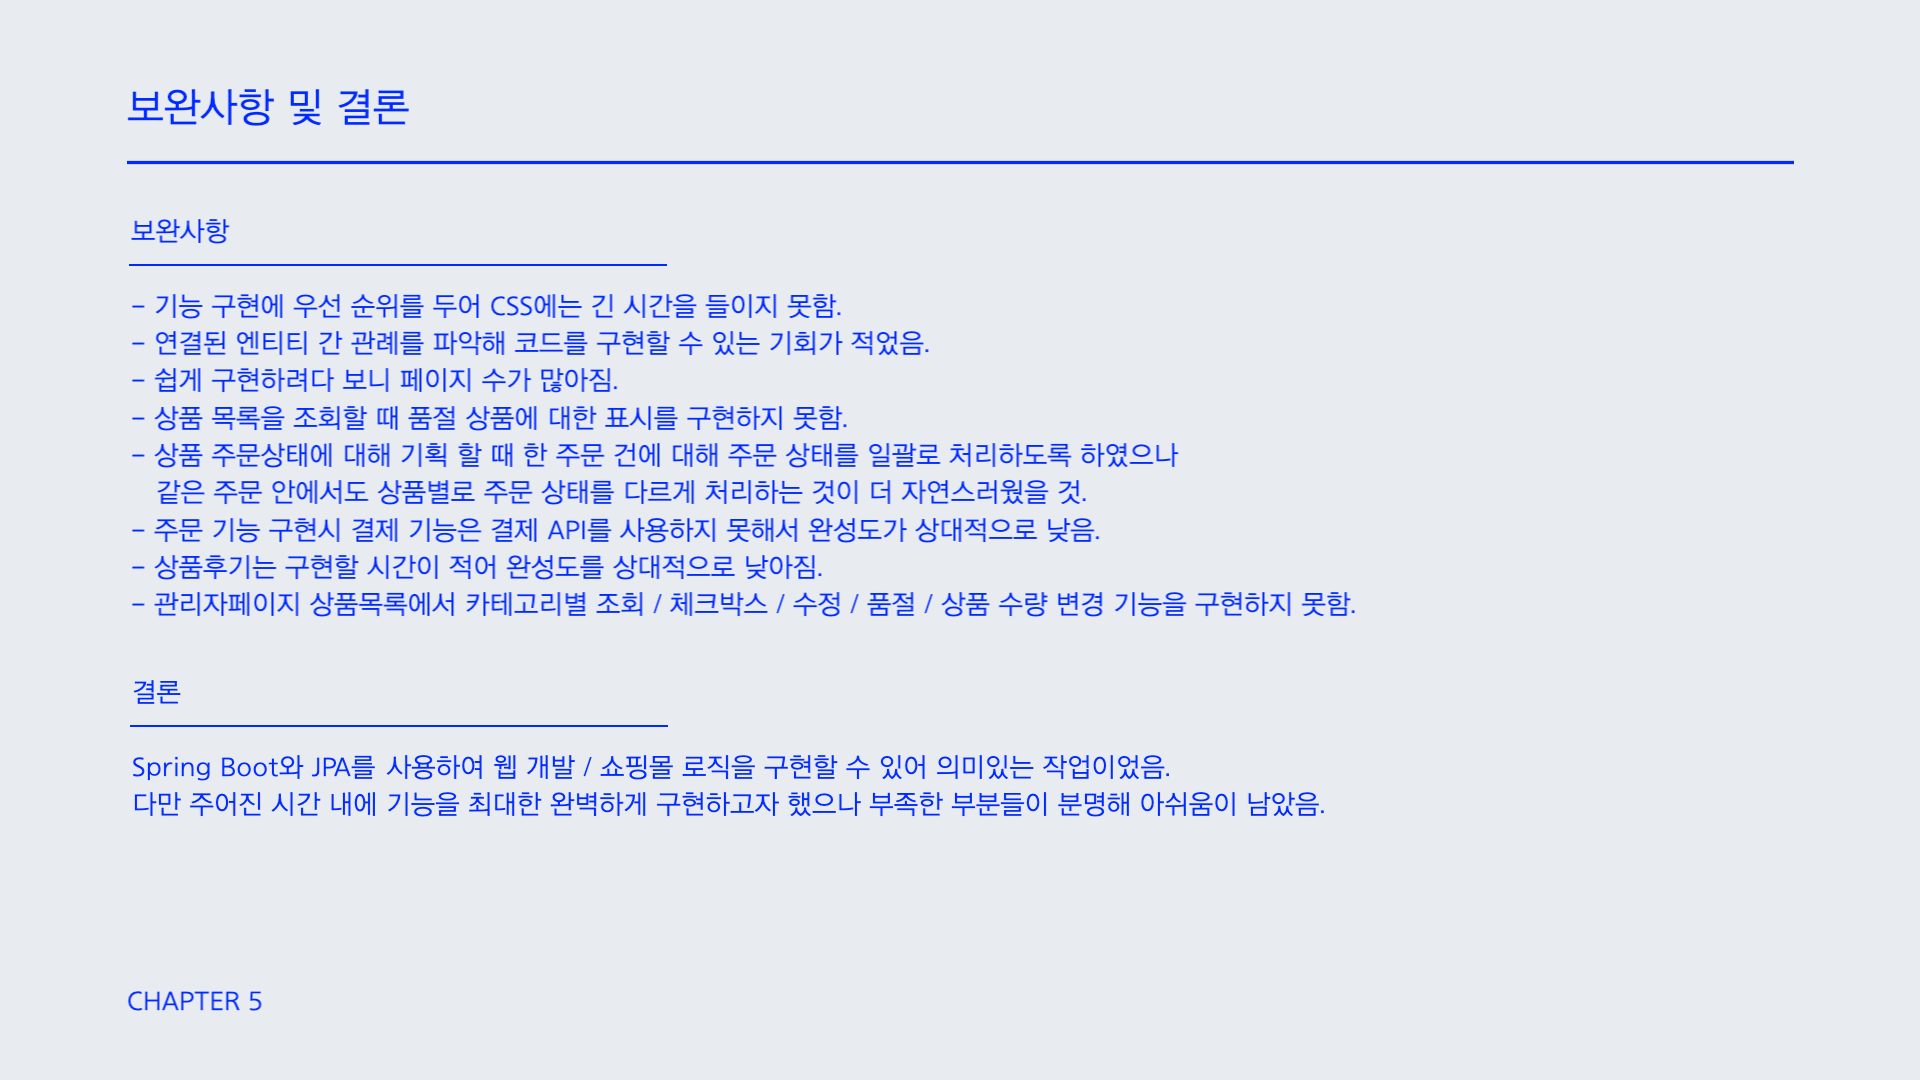 보완사항 및 결론
보완사항
- 기능 구현에 우선 순위를 두어 CSS에는 긴 시간을 들이지 못함.
- 연결된 엔티티 간 관례를 파악해 코드를 구현할 수 있는 기회가 적었음.
- 쉽게 구현하려다 보니 페이지 수가 많아짐.
- 상품 목록을 조회할 때 품절 상품에 대한 표시를 구현하지 못함.
- 상품 주문상태에 대해 기획 할 때 한 주문 건에 대해 주문 상태를 일괄로 처리하도록 하였으나
같은 주문 안에서도 상품별로 주문 상태를 다르게 처리하는 것이 더 자연스러웠을 것.
- 주문 기능 구현시 결제 기능은 결제 API를 사용하지 못해서 완성도가 상대적으로 낮음.
- 상품후기는 구현할 시간이 적어 완성도를 상대적으로 낮아짐.
- 관리자페이지 상품목록에서 카테고리별 조회 / 체크박스 / 수정 / 품절 / 상품 수량 변경 기능을 구현하지 못함.
결론
Spring Boot와 JPA를 사용하여 웹 개발 / 쇼핑몰 로직을 구현할 수 있어 의미있는 작업이었음.
다만 주어진 시간 내에 기능을 최대한 완벽하게 구현하고자 했으나 부족한 부분들이 분명해 아쉬움이 남았음.
CHAPTER 5